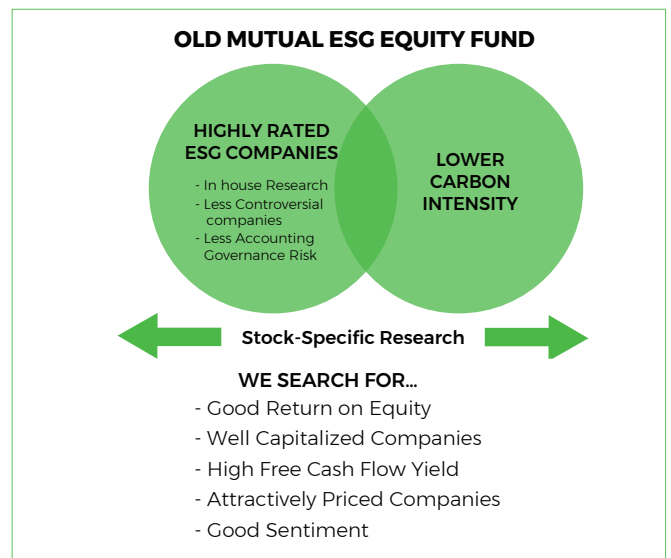 OLD MUTUAL ESG EQUITY FUND
HIGHLY RATED
ESG COMPANIES
- In house Research
- Less Controversial
companies
- Less Accounting
Governance Risk
LOWER
CARBON
INTENSITY
Stock-Specific Research
WE SEARCH FOR...
- Good Return on Equity
- Well Capitalized Companies
- High Free Cash Flow Yield
- Attractively Priced Companies
- Good Sentiment